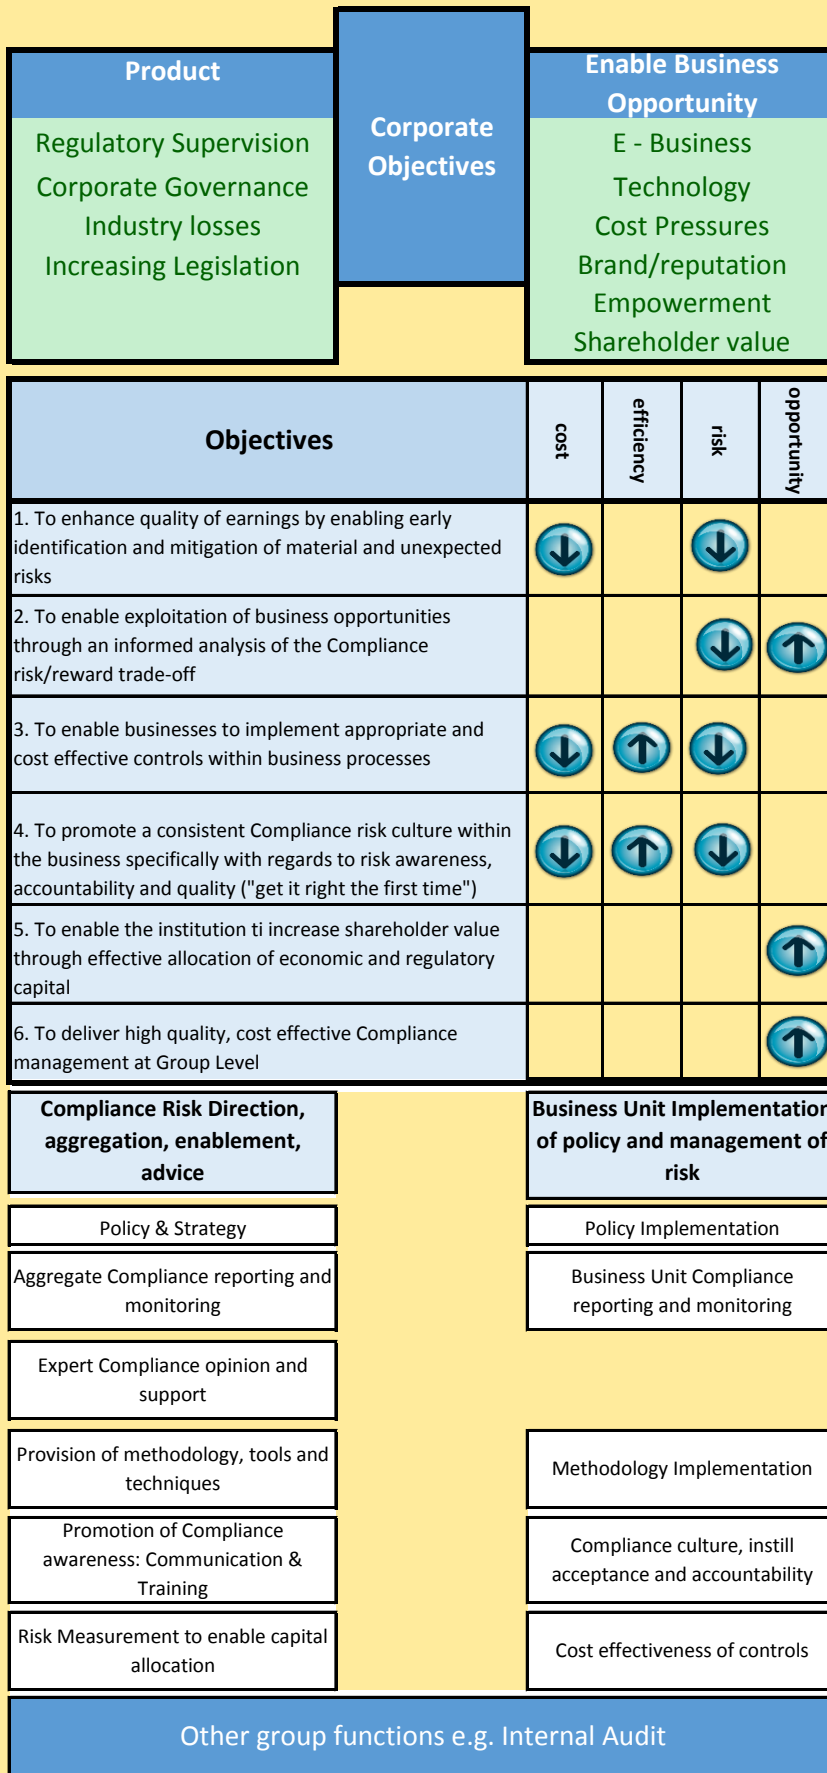 Product
Regulatory Supervision
Corporate Governance
Industry losses
Increasing Legislation
Corporate
Objectives
Enable Business
Opportunity
E - Business
Technology
Cost Pressures
Brand/reputation
Empowerment
Shareholder value
Objectives
cost
efficiency
risk
opportunity
1. To enhance quality of earnings by enabling early
identification and mitigation of material and unexpected
risks
2. To enable exploitation of business opportunities
through an informed analysis of the Compliance
risk/reward trade-off
3. To enable businesses to implement appropriate and
cost effective controls within business processes
4. To promote a consistent Compliance risk culture within
the business specifically with regards to risk awareness,
accountability and quality ("get it right the first time")
5. To enable the institution ti increase shareholder value
through effective allocation of economic and regulatory
capital
6. To deliver high quality, cost effective Compliance
management at Group Level
Compliance Risk Direction,
aggregation, enablement,
advice
Business Unit Implementation
of policy and management of
risk
Policy & Strategy
Policy Implementation
Aggregate Compliance reporting and
monitoring
Business Unit Compliance
reporting and monitoring
Expert Compliance opinion and
support
Provision of methodology, tools and
techniques
Methodology Implementation
Promotion of Compliance
awareness: Communication &
Training
Compliance culture, instill
acceptance and accountability
Risk Measurement to enable capital
allocation
Cost effectiveness of controls
Other group functions e.g. Internal Audit